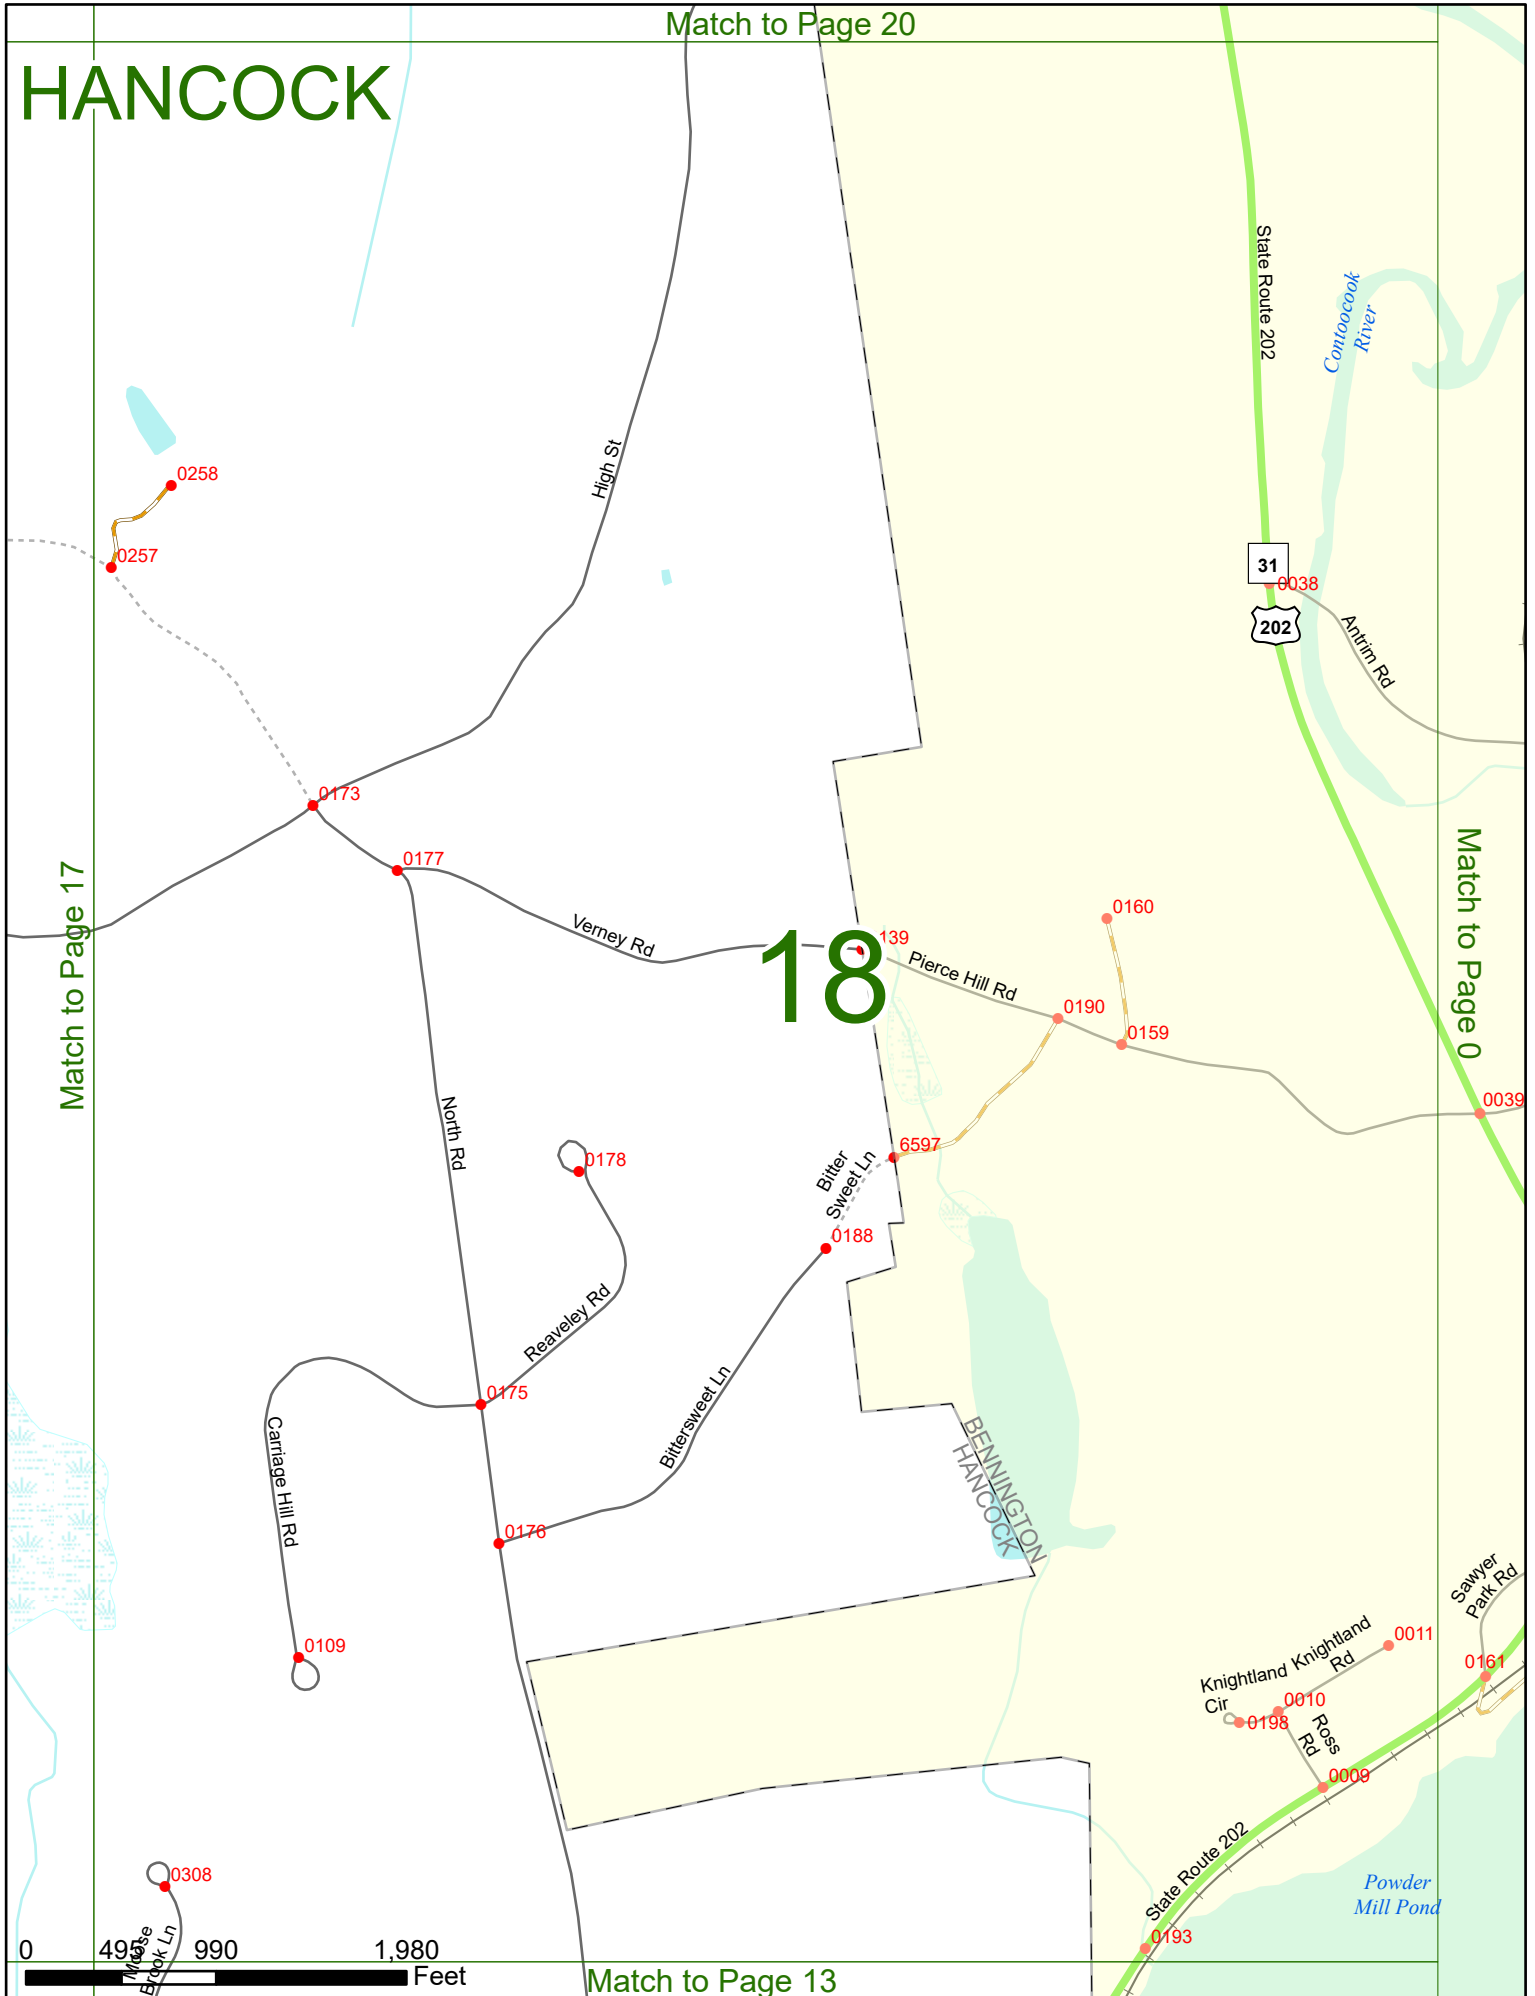 Match to Page 20
HANCOCK
State Route 202
Contoocook
River
High St
0258
0257
31
0038
202
Antrim Rd
0173
0177
Match to Page 17
Match to Page 0
Verney Rd
18
139
Pierce Hill Rd
0160
0190
0159
0039
North Rd
0178
6597
Bitter
Sweet Ln
0188
Reaveley Rd
0175
Bittersweet Ln
Carriage Hill Rd
BENNINGTON
HANCOCK
0176
0109
Sawyer
Park Rd
0011
Knightland
Rd
Knightland
Cir
0161
0010
0198
Ross
Rd
0009
State Route 202
Powder
Mill Pond
0308
Moose
Brook Ln
0193
0 495 990 1,980
Feet
Match to Page 13